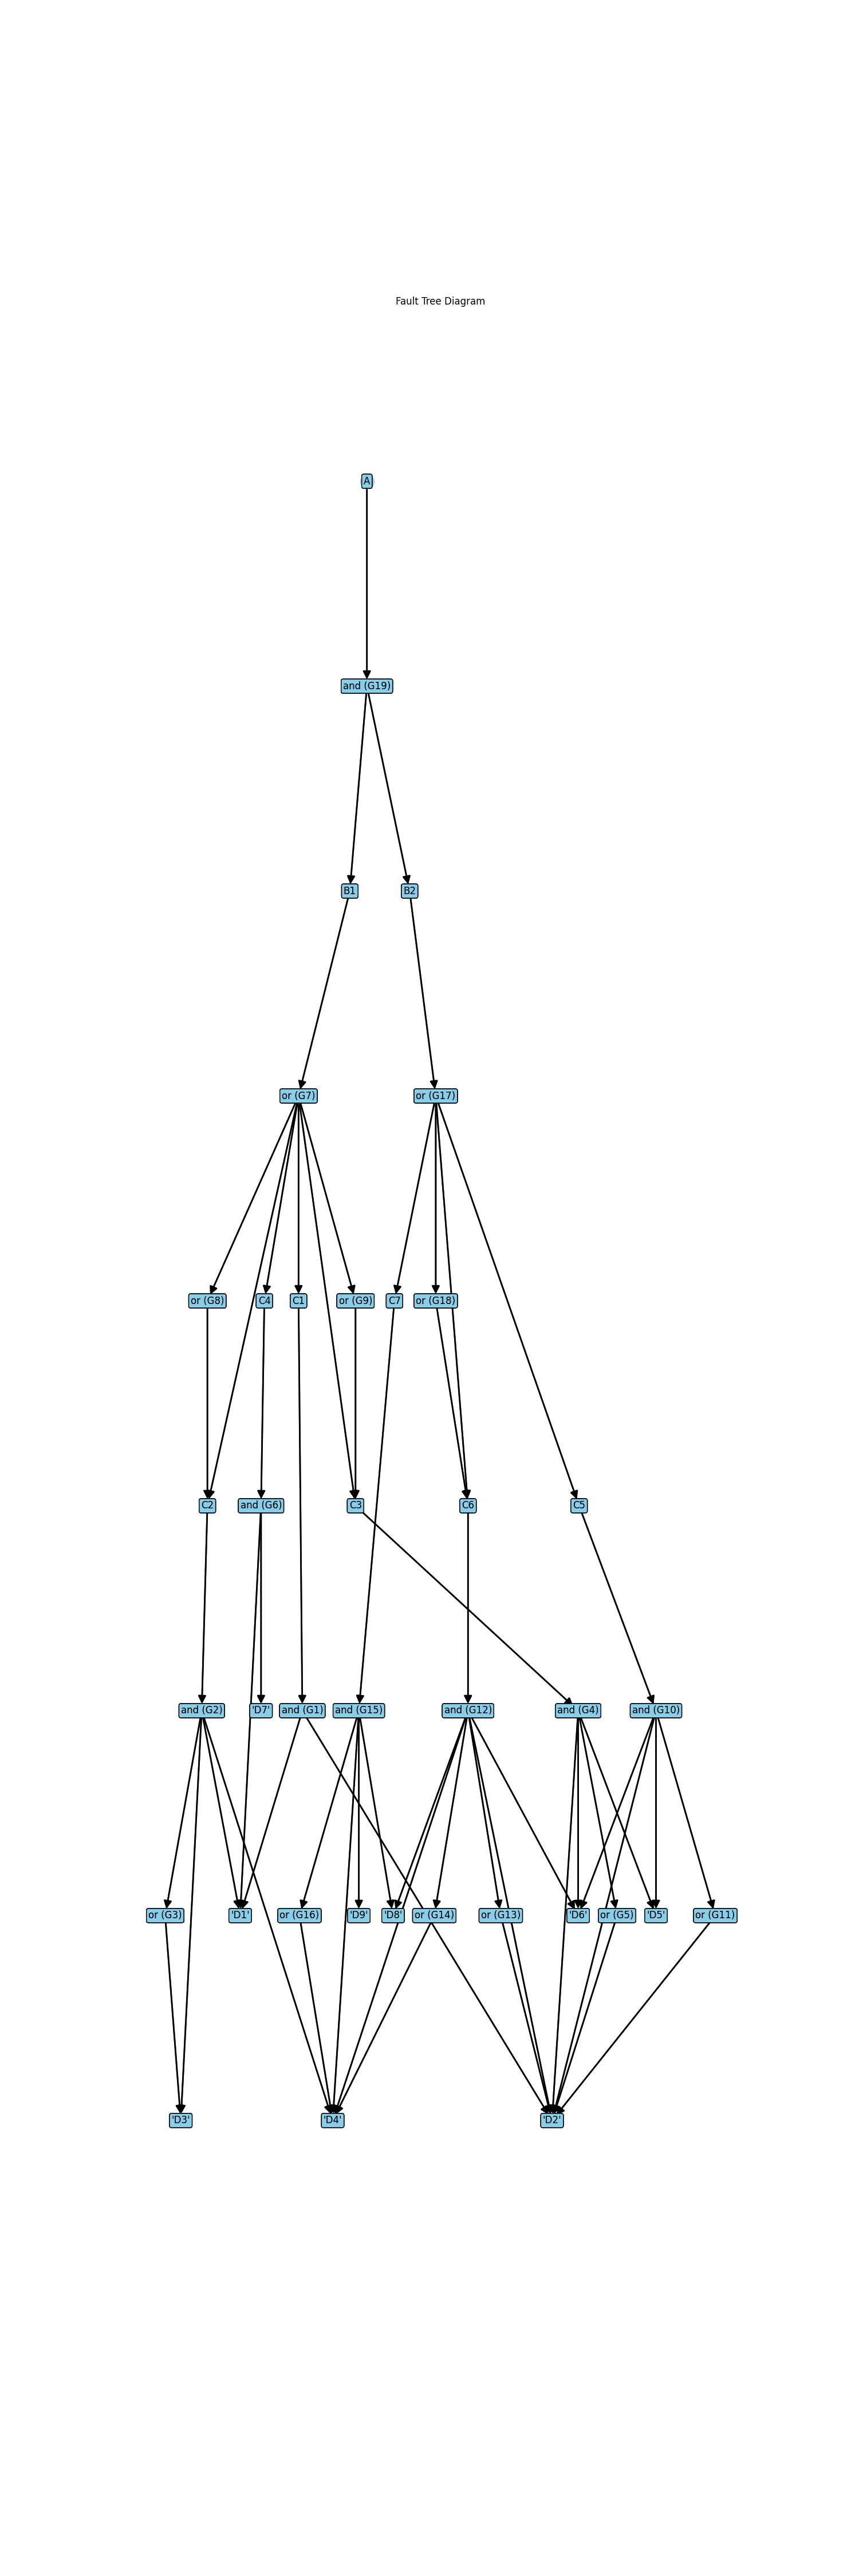 Fault Tree Diagram
A
and (G19)
B1
B2
or (G7)
or (G17)
or (G8)
C4
C1
or (G9)
C7
or (G18)
C2
and (G6)
C3
C6
C5
and (G2)
'D7'
and (G1)
and (G15)
and (G12)
and (G4)
and (G10)
or (G3)
'D1'
or (G16)
'D9'
'D8'
or (G14)
or (G13)
'D6'
or (G5)
'D5'
or (G11)
'D3'
'D4'
'D2'